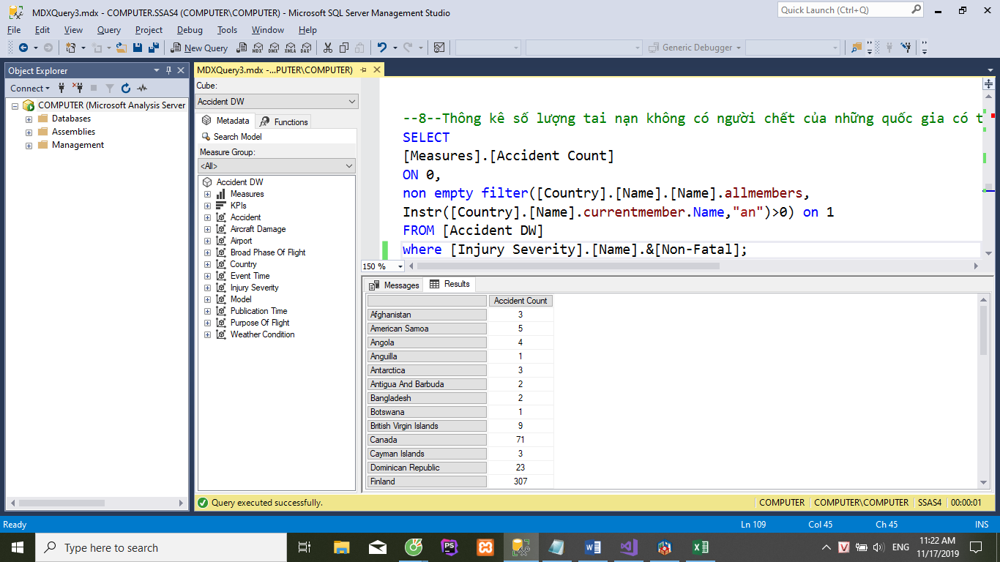 MDXQuery3.mdx - COMPUTER.SSAS4 (COMPUTER\COMPUTER) - Microsoft SQL Server Management Studio
Quick Launch (Ctrl+Q)
File Edit View Query Project Debug Tools Window Help
New Query MDX DMX XMLA DAX Generic Debugger
Object Explorer
Connect
COMPUTER (Microsoft Analysis Server
Databases
Assemblies
Management
MDXQuery3.mdx -...PUTER\COMPUTER)
Cube:
Accident DW
Metadata Functions
Search Model
Measure Group:
<All>
Accident DW
Measures
KPIs
Accident
Aircraft Damage
Airport
Broad Phase Of Flight
Country
Event Time
Injury Severity
Model
Publication Time
Purpose Of Flight
Weather Condition
--8--Thông kê số lượng tai nạn không có người chết của những quốc gia có t
SELECT
[Measures].[Accident Count]
ON 0,
non empty filter([Country].[Name].[Name].allmembers,
Instr([Country].[Name].currentmember.Name,"an")>0) on 1
FROM [Accident DW]
where [Injury Severity].[Name].&[Non-Fatal];
150 %
Messages Results
Accident Count
Afghanistan 3
American Samoa 5
Angola 4
Anguilla 1
Antarctica 3
Antigua And Barbuda 2
Bangladesh 2
Botswana 1
British Virgin Islands 9
Canada 71
Cayman Islands 3
Dominican Republic 23
Finland 307
Query executed successfully. COMPUTER COMPUTER\COMPUTER SSAS4 00:00:01
Ready Ln 109 Col 45 Ch 45 INS
Type here to search
PS
V
ENG
11:22 AM
11/17/2019